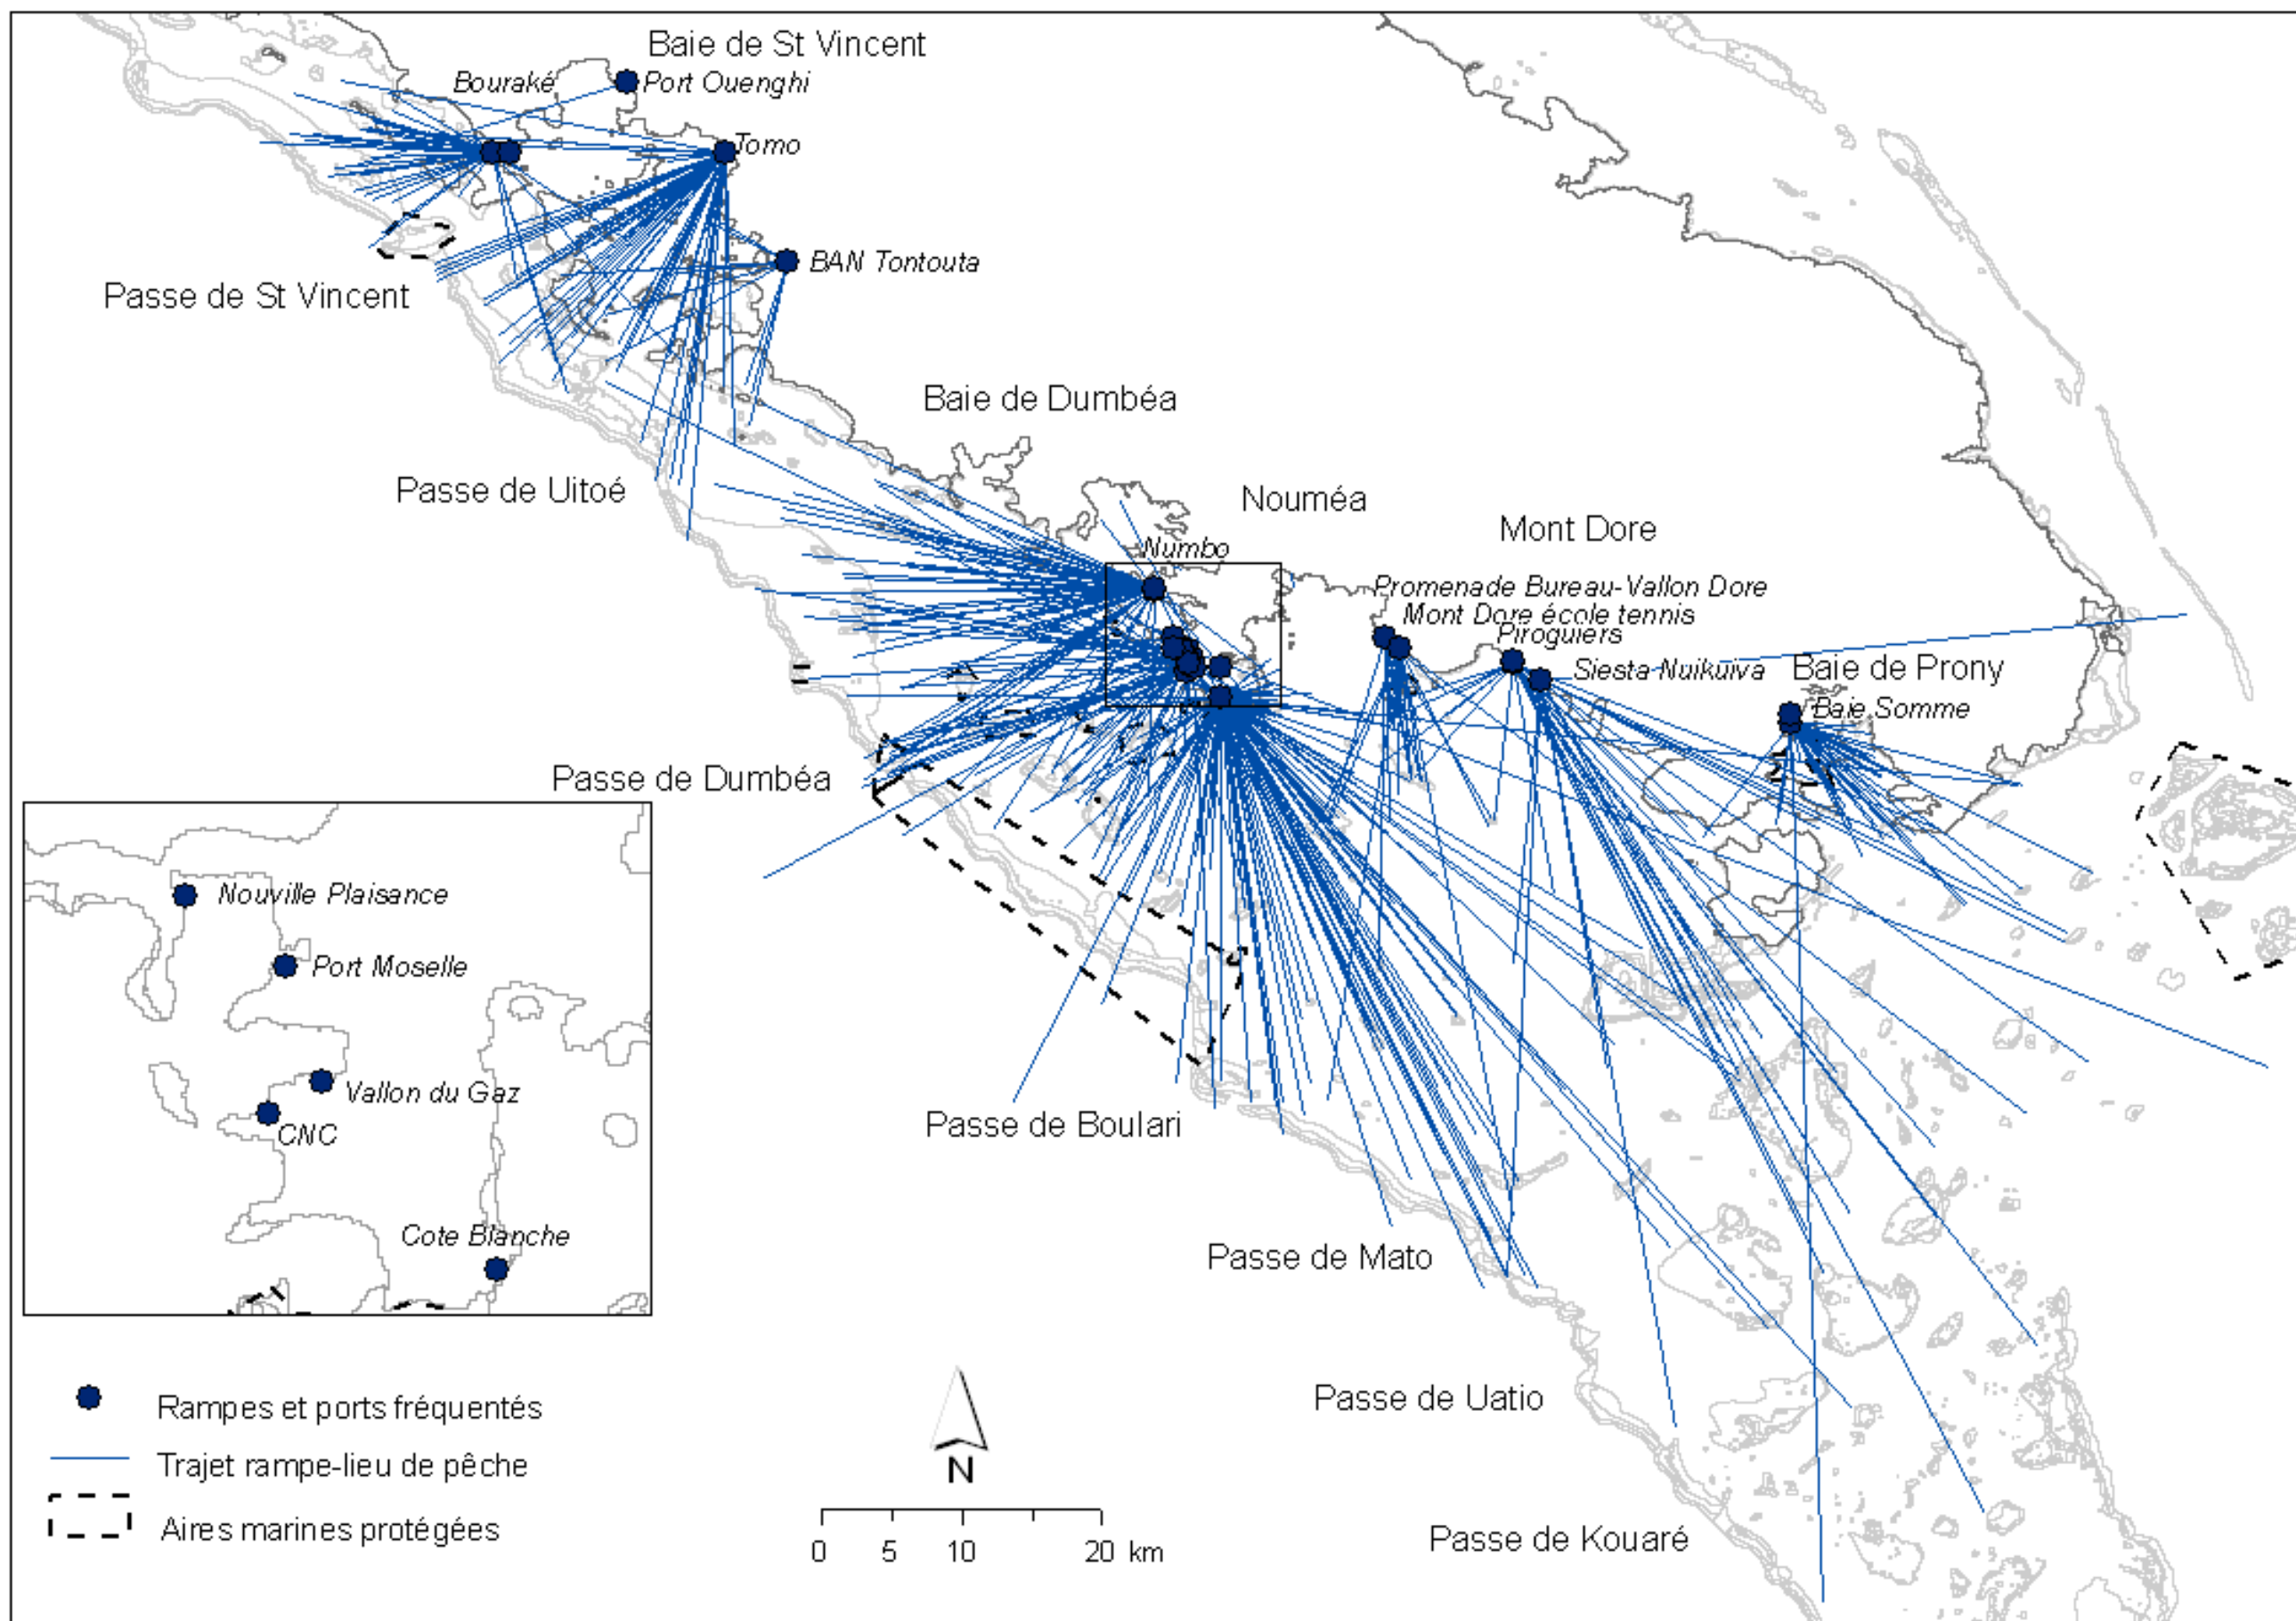 Baie de St Vincent
Bouraké
Port Ouenghi
Tomo
BAN Tontouta
Passe de St Vincent
Baie de Dumbéa
Passe de Uitoé
Nouméa
Mont Dore
Numbo
Promenade Bureau-Vallon Dore
Mont Dore école tennis
Piroguiers
Siesta-Nuikuiva
Baie de Prony
Baie Somme
Passe de Dumbéa
Nouville Plaisance
Port Moselle
Vallon du Gaz
CNC
Cote Blanche
Passe de Boulari
Passe de Mato
Passe de Uatio
Passe de Kouaré
Rampes et ports fréquentés
Trajet rampe-lieu de pêche
Aires marines protégées
N
0 5 10 20 km